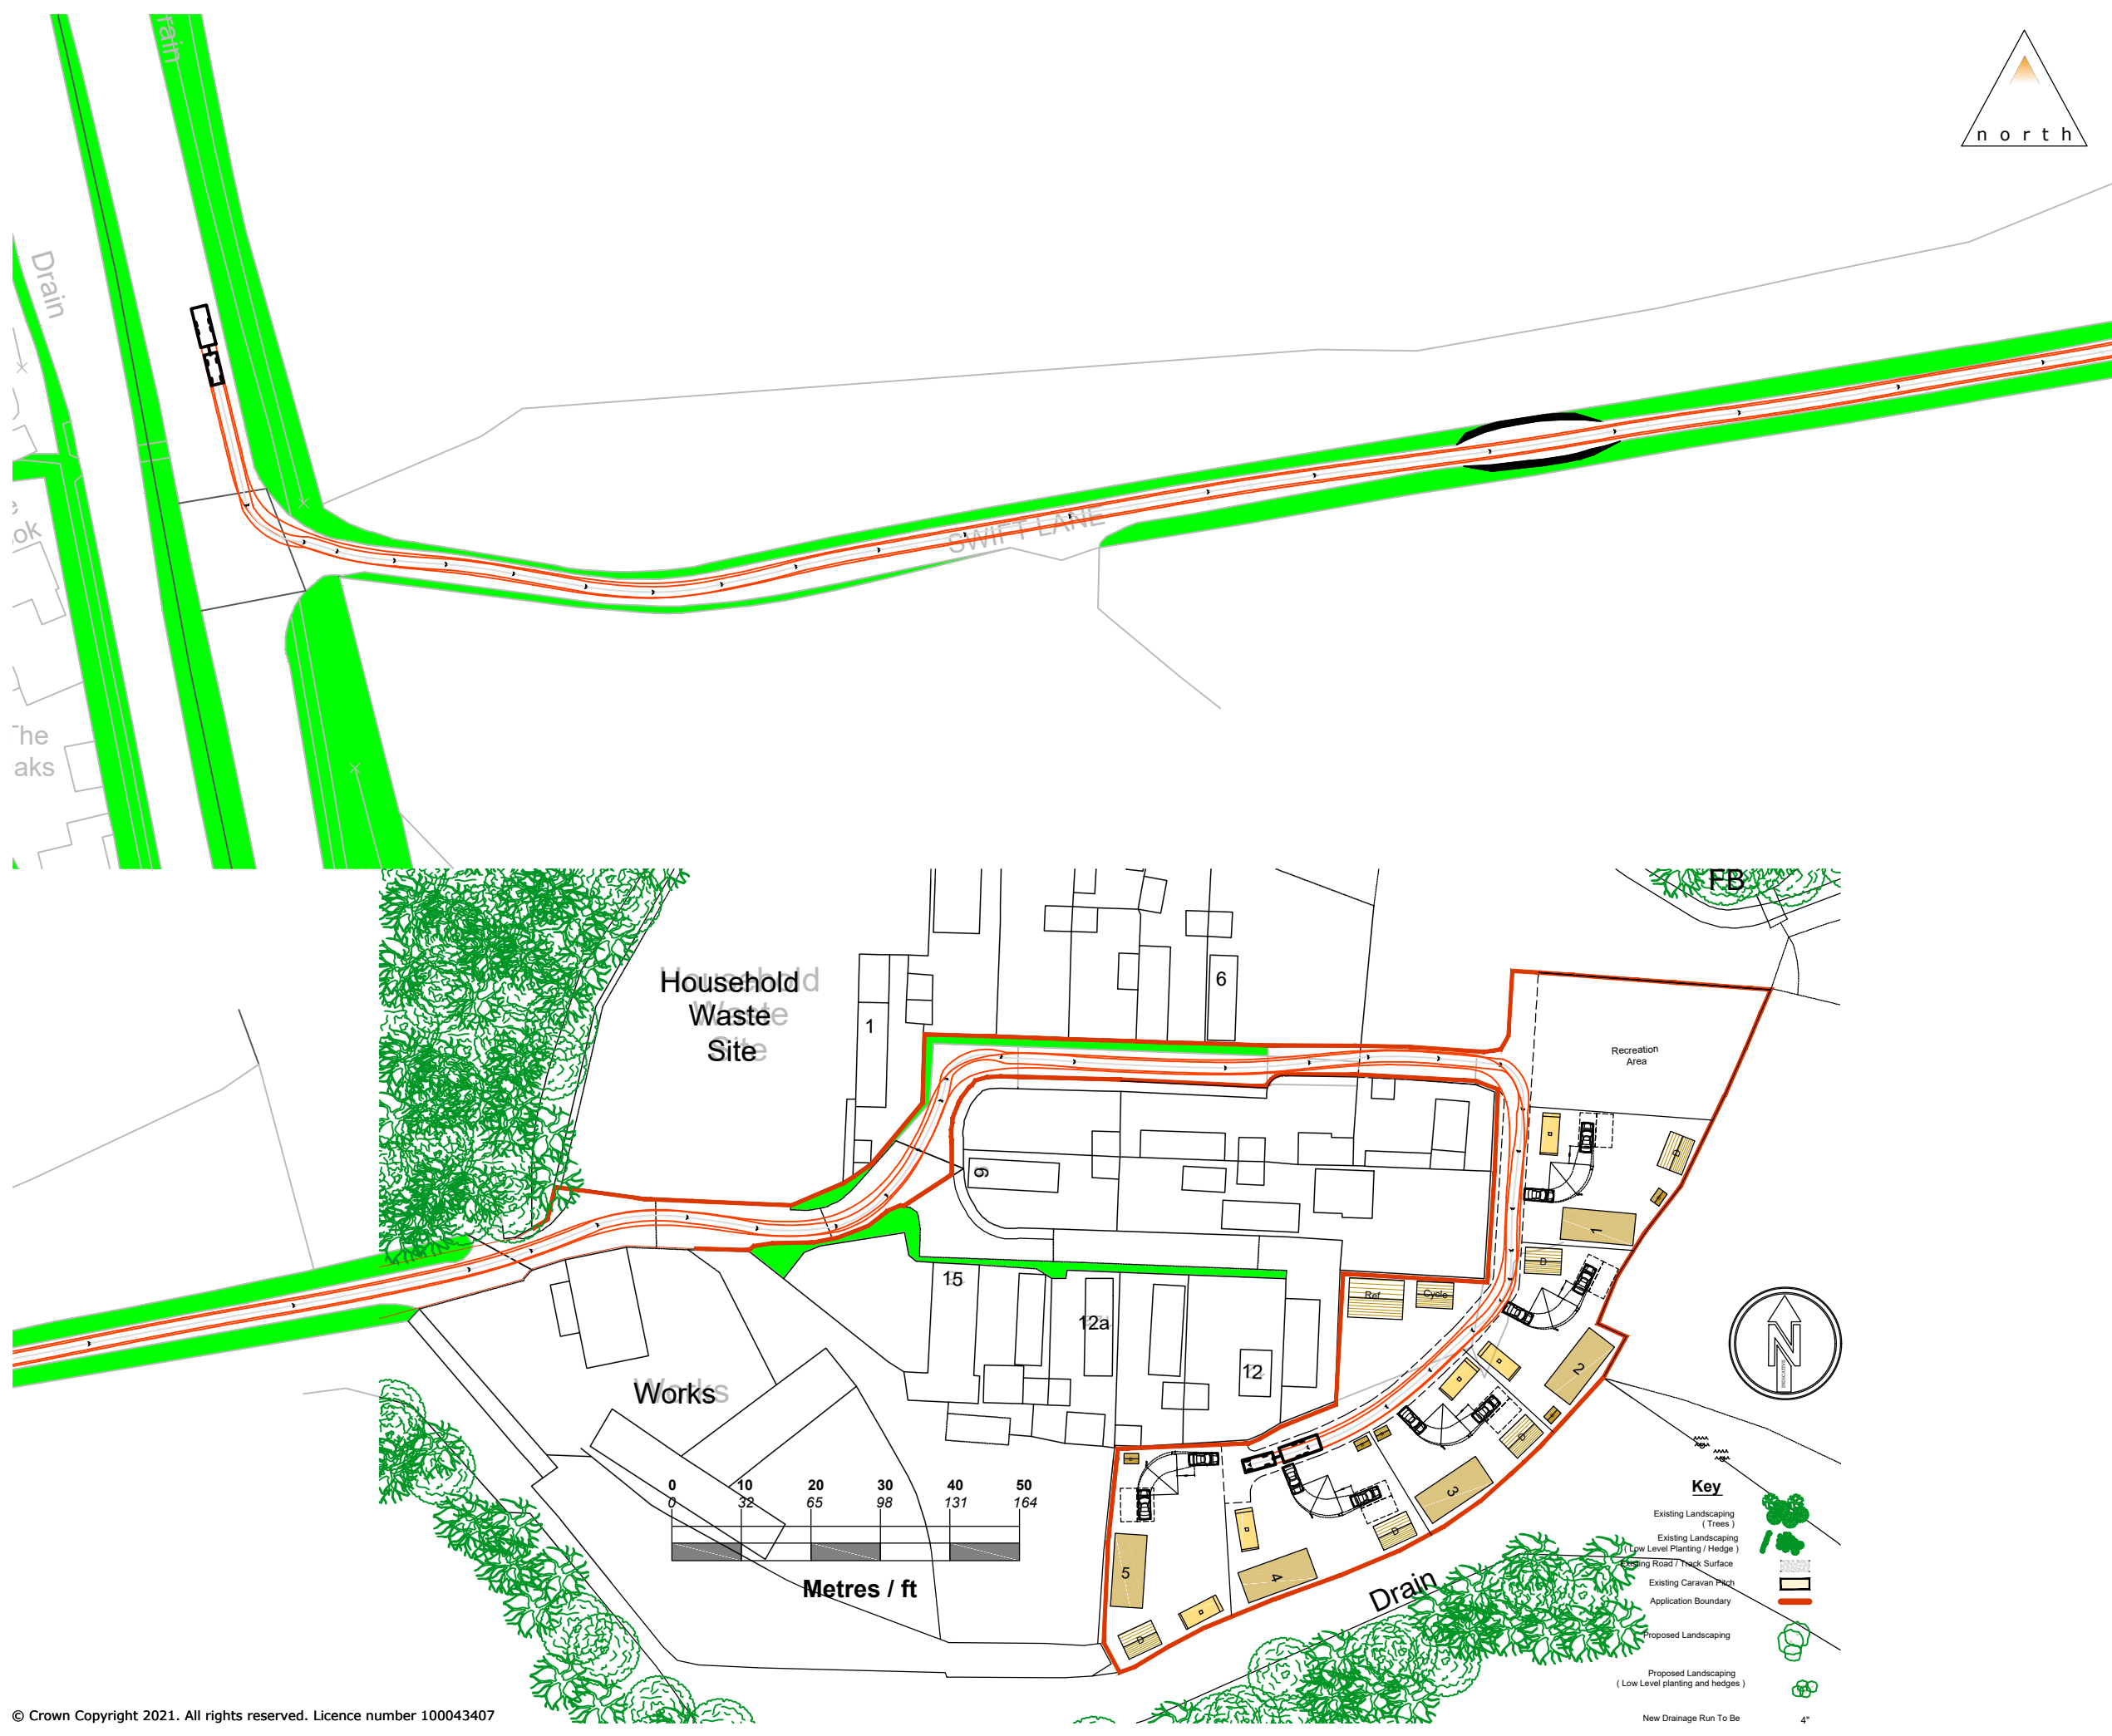 rain
north
Drain
ok
The
aks
SWIFT LANE
FB
Household
Waste
Site
1
6
Recreation
Area
9
D
1
D
15
12a
12
Ref
Cycle
2
Works
D
3
D
4
5
D
0 10 20 30 40 50
0 32 65 98 131 164
Metres / ft
Drain
INDICATIVE
Key
Existing Landscaping
( Trees )
Existing Landscaping
( Low Level Planting / Hedge )
Existing Road / Track Surface
Existing Caravan Pitch
Application Boundary
Proposed Landscaping
Proposed Landscaping
( Low Level planting and hedges )
New Drainage Run To Be 4"
© Crown Copyright 2021. All rights reserved. Licence number 100043407